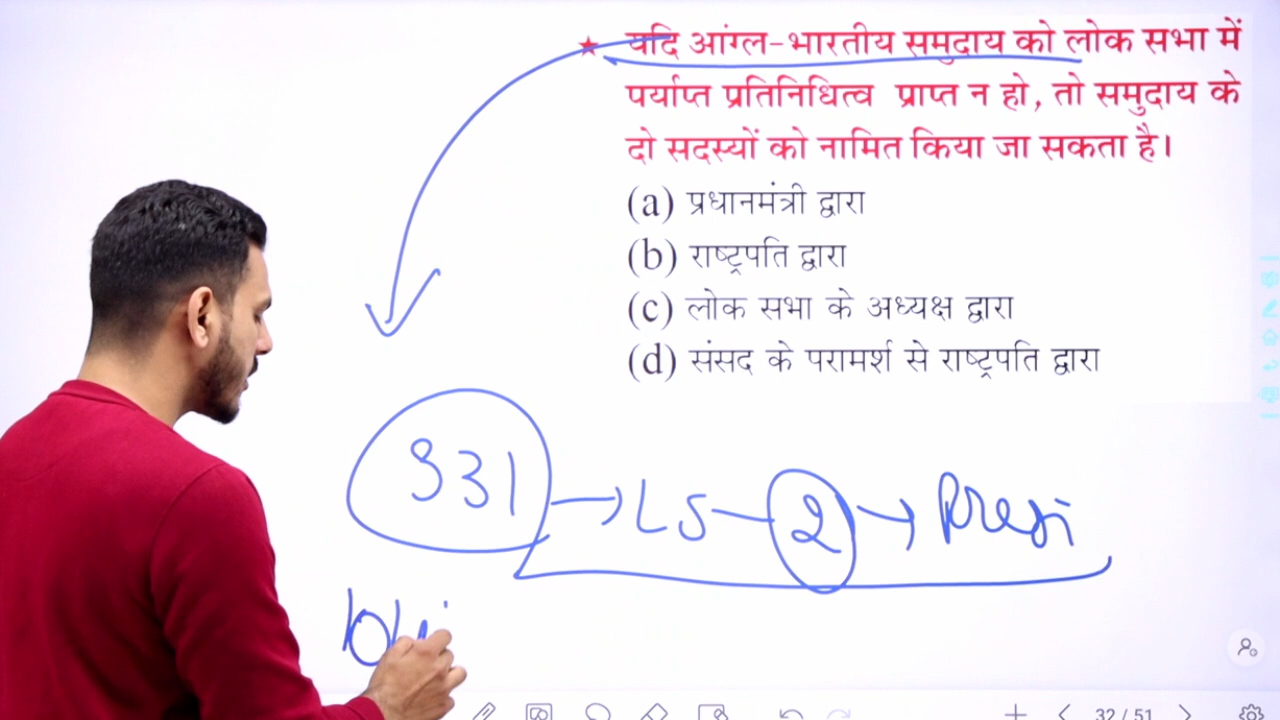 ★ यदि आंग्ल-भारतीय समुदाय को लोक सभा में
पर्याप्त प्रतिनिधित्व प्राप्त न हो, तो समुदाय के
दो सदस्यों को नामित किया जा सकता है।
(a) प्रधानमंत्री द्वारा
(b) राष्ट्रपति द्वारा
(c) लोक सभा के अध्यक्ष द्वारा
(d) संसद के परामर्श से राष्ट्रपति द्वारा
331 → LS — 2 → Presi
32/51